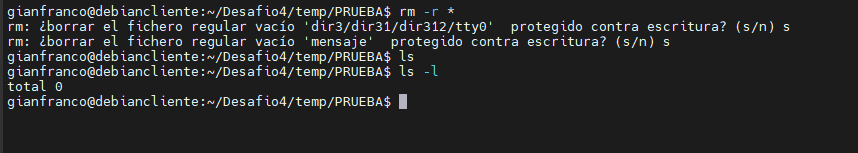 gianfranco@debiancliente:~/Desafio4/temp/PRUEBA$ rm -r *
rm: ¿borrar el fichero regular vacío 'dir3/dir31/dir312/tty0'  protegido contra escritura? (s/n) s
rm: ¿borrar el fichero regular vacío 'mensaje'  protegido contra escritura? (s/n) s
gianfranco@debiancliente:~/Desafio4/temp/PRUEBA$ ls
gianfranco@debiancliente:~/Desafio4/temp/PRUEBA$ ls -l
total 0
gianfranco@debiancliente:~/Desafio4/temp/PRUEBA$